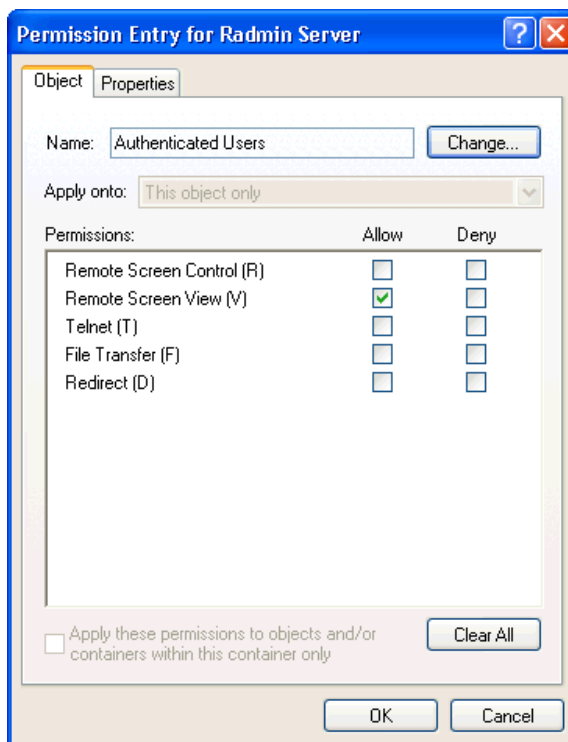 Permission Entry for Radmin Server
Object Properties
Name: Authenticated Users Change...
Apply onto: This object only
Permissions: Allow Deny
Remote Screen Control (R)
Remote Screen View (V)
Telnet (T)
File Transfer (F)
Redirect (D)
Apply these permissions to objects and/or
containers within this container only
Clear All
OK Cancel